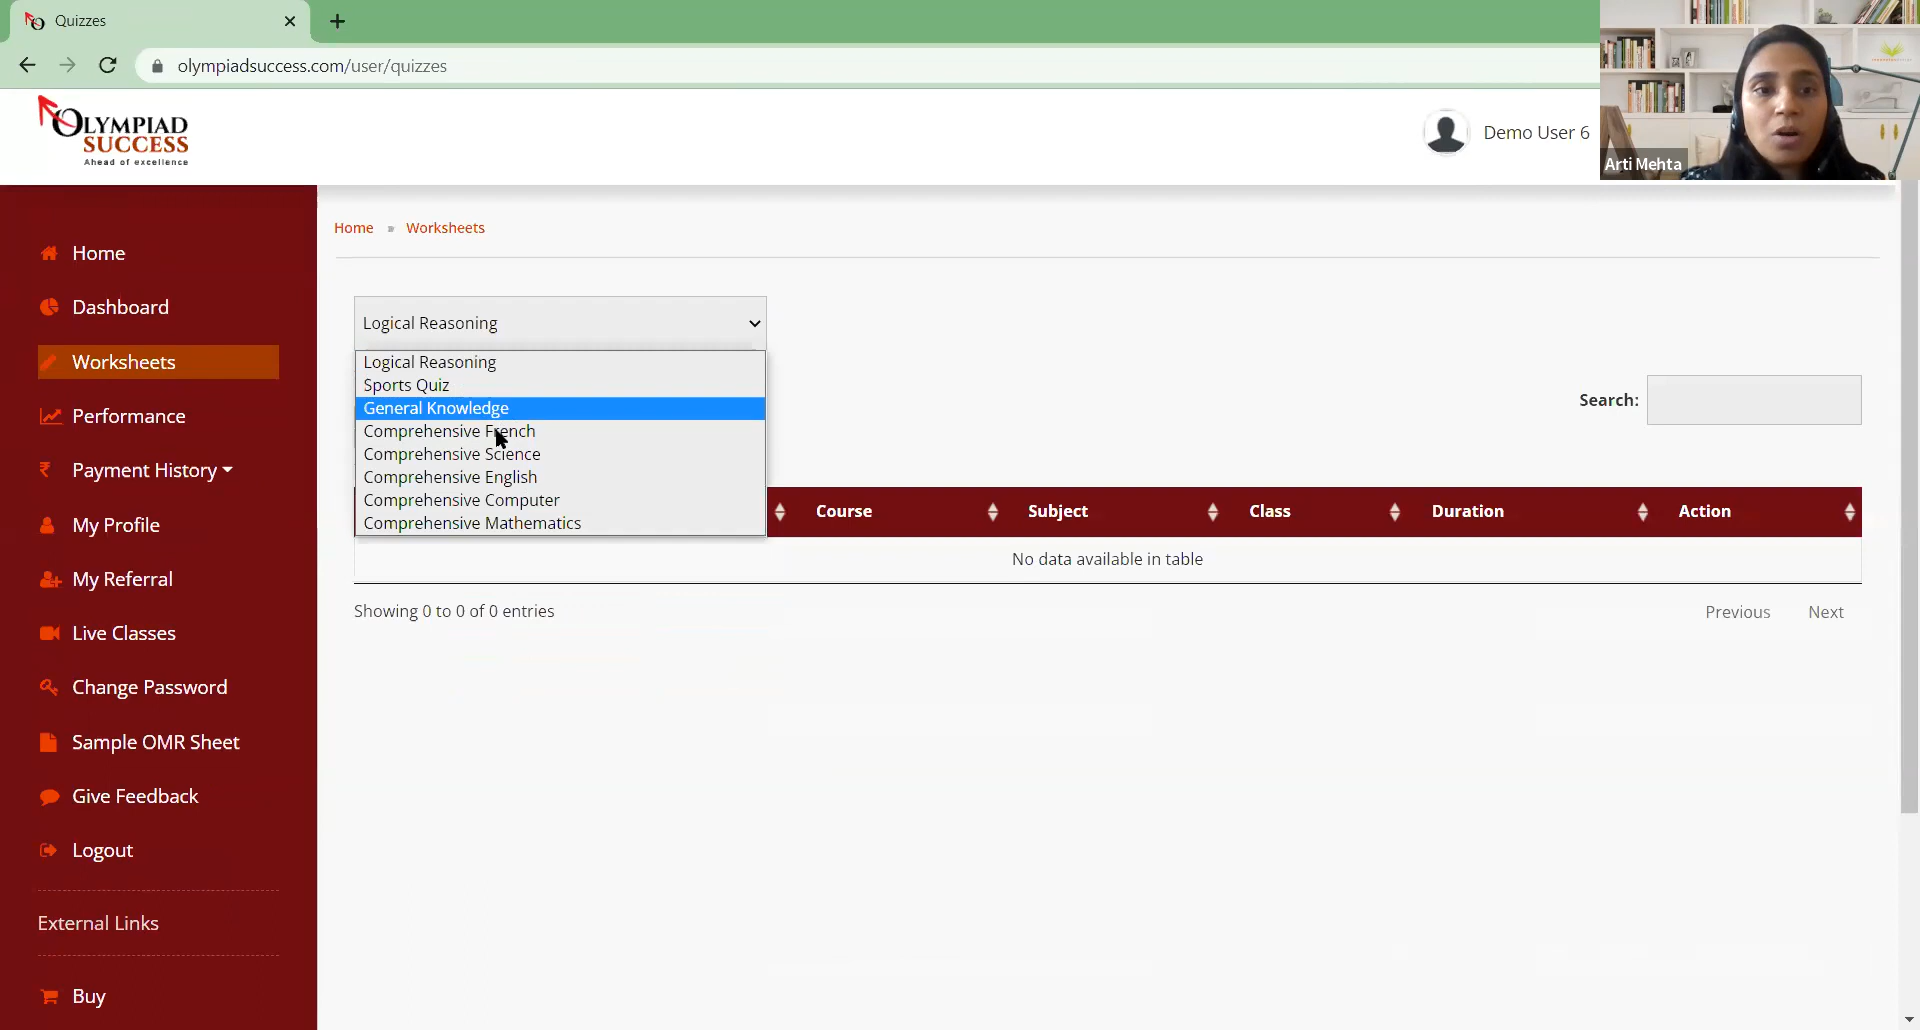 Quizzes
olympiadsuccess.com/user/quizzes
OLYMPIAD
SUCCESS
Ahead of excellence
Demo User 6
Arti Mehta
Home
Dashboard
Worksheets
Performance
Payment History
My Profile
My Referral
Live Classes
Change Password
Sample OMR Sheet
Give Feedback
Logout
External Links
Buy
Home » Worksheets
Logical Reasoning
Logical Reasoning
Sports Quiz
General Knowledge
Comprehensive French
Comprehensive Science
Comprehensive English
Comprehensive Computer
Comprehensive Mathematics
Search:
Course Subject Class Duration Action
No data available in table
Showing 0 to 0 of 0 entries
Previous Next